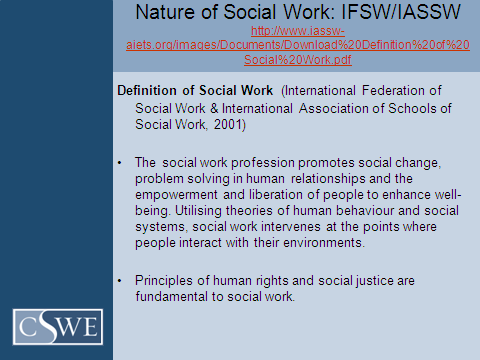 Nature of Social Work: IFSW/IASSW
http://www.iassw-
aiets.org/images/Documents/Download%20Definition%20of%20
Social%20Work.pdf
Definition of Social Work (International Federation of
Social Work & International Association of Schools of
Social Work, 2001)
• The social work profession promotes social change,
problem solving in human relationships and the
empowerment and liberation of people to enhance well-
being. Utilising theories of human behaviour and social
systems, social work intervenes at the points where
people interact with their environments.
• Principles of human rights and social justice are
fundamental to social work.
CSWE